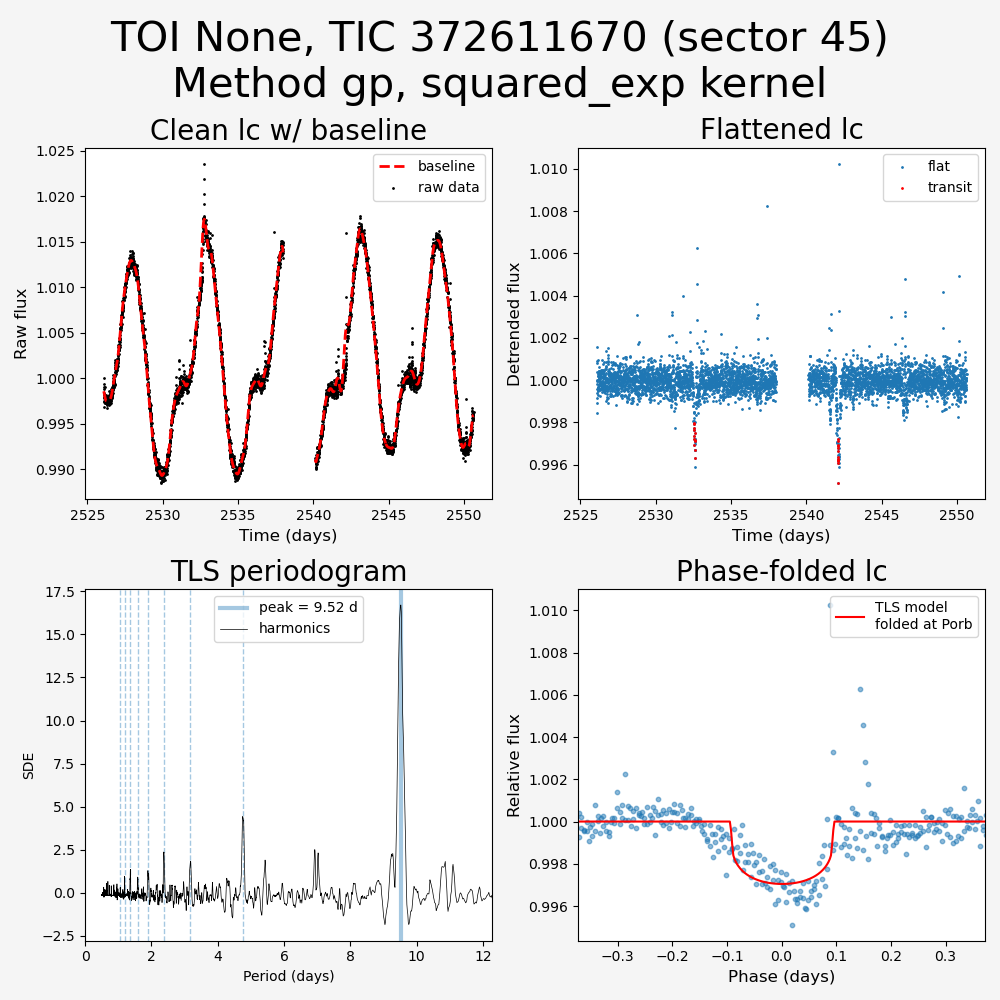 TOI None, TIC 372611670 (sector 45)
Method gp, squared_exp kernel
Clean lc w/ baseline
1.025
1.020
1.015
1.010
1.005
1.000
0.995
0.990
Raw flux
baseline
raw data
2525
2530
2535
2540
2545
2550
Time (days)
Flattened lc
1.010
1.008
1.006
1.004
1.002
1.000
0.998
0.996
Detrended flux
flat
transit
2525
2530
2535
2540
2545
2550
Time (days)
TLS periodogram
17.5
15.0
12.5
10.0
7.5
5.0
2.5
0.0
−2.5
SDE
peak = 9.52 d
harmonics
0
2
4
6
8
10
12
Period (days)
Phase-folded lc
1.010
1.008
1.006
1.004
1.002
1.000
0.998
0.996
Relative flux
TLS model
folded at Porb
−0.3
−0.2
−0.1
0.0
0.1
0.2
0.3
Phase (days)